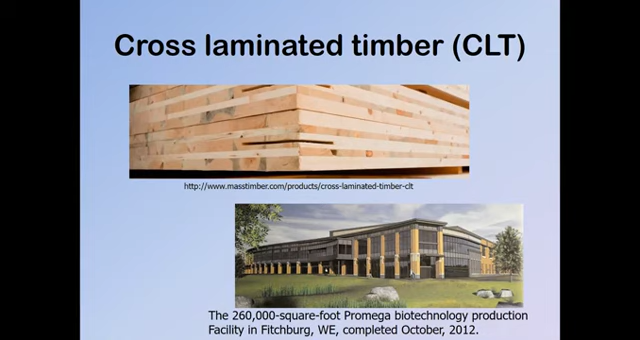 Cross laminated timber (CLT)
http://www.masstimber.com/products/cross-laminated-timber-clt
The 260,000-square-foot Promega biotechnology production
Facility in Fitchburg, WE, completed October, 2012.